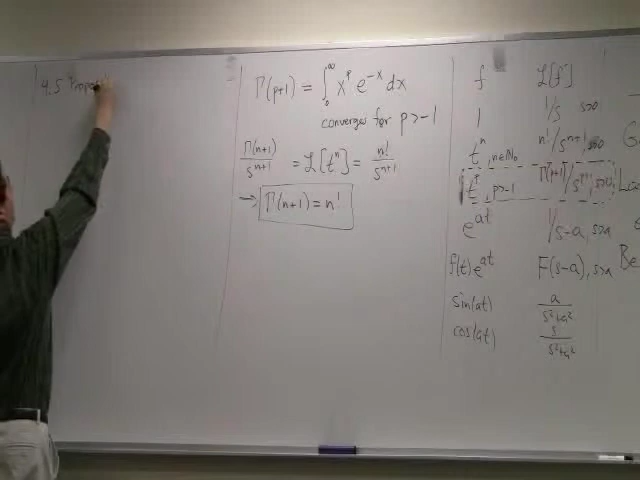 4.5 Propert
Γ(p+1) = ∫₀^∞ x^p e^{-x} dx
converges for p>-1
Γ(n+1)/s^{n+1} = ℒ[t^n] = n!/s^{n+1}
→ Γ(n+1) = n!
f ℒ[f]
1 1/s s>0
t^n, n∈ℕ₀ n!/s^{n+1}, s>0
t^p, p>-1 Γ(p+1)/s^{p+1}, s>0
e^{at} 1/s-a, s>a
f(t)e^{at} F(s-a), s>a
sin(at) a/s²+a²
cos(at) s/s²+a²